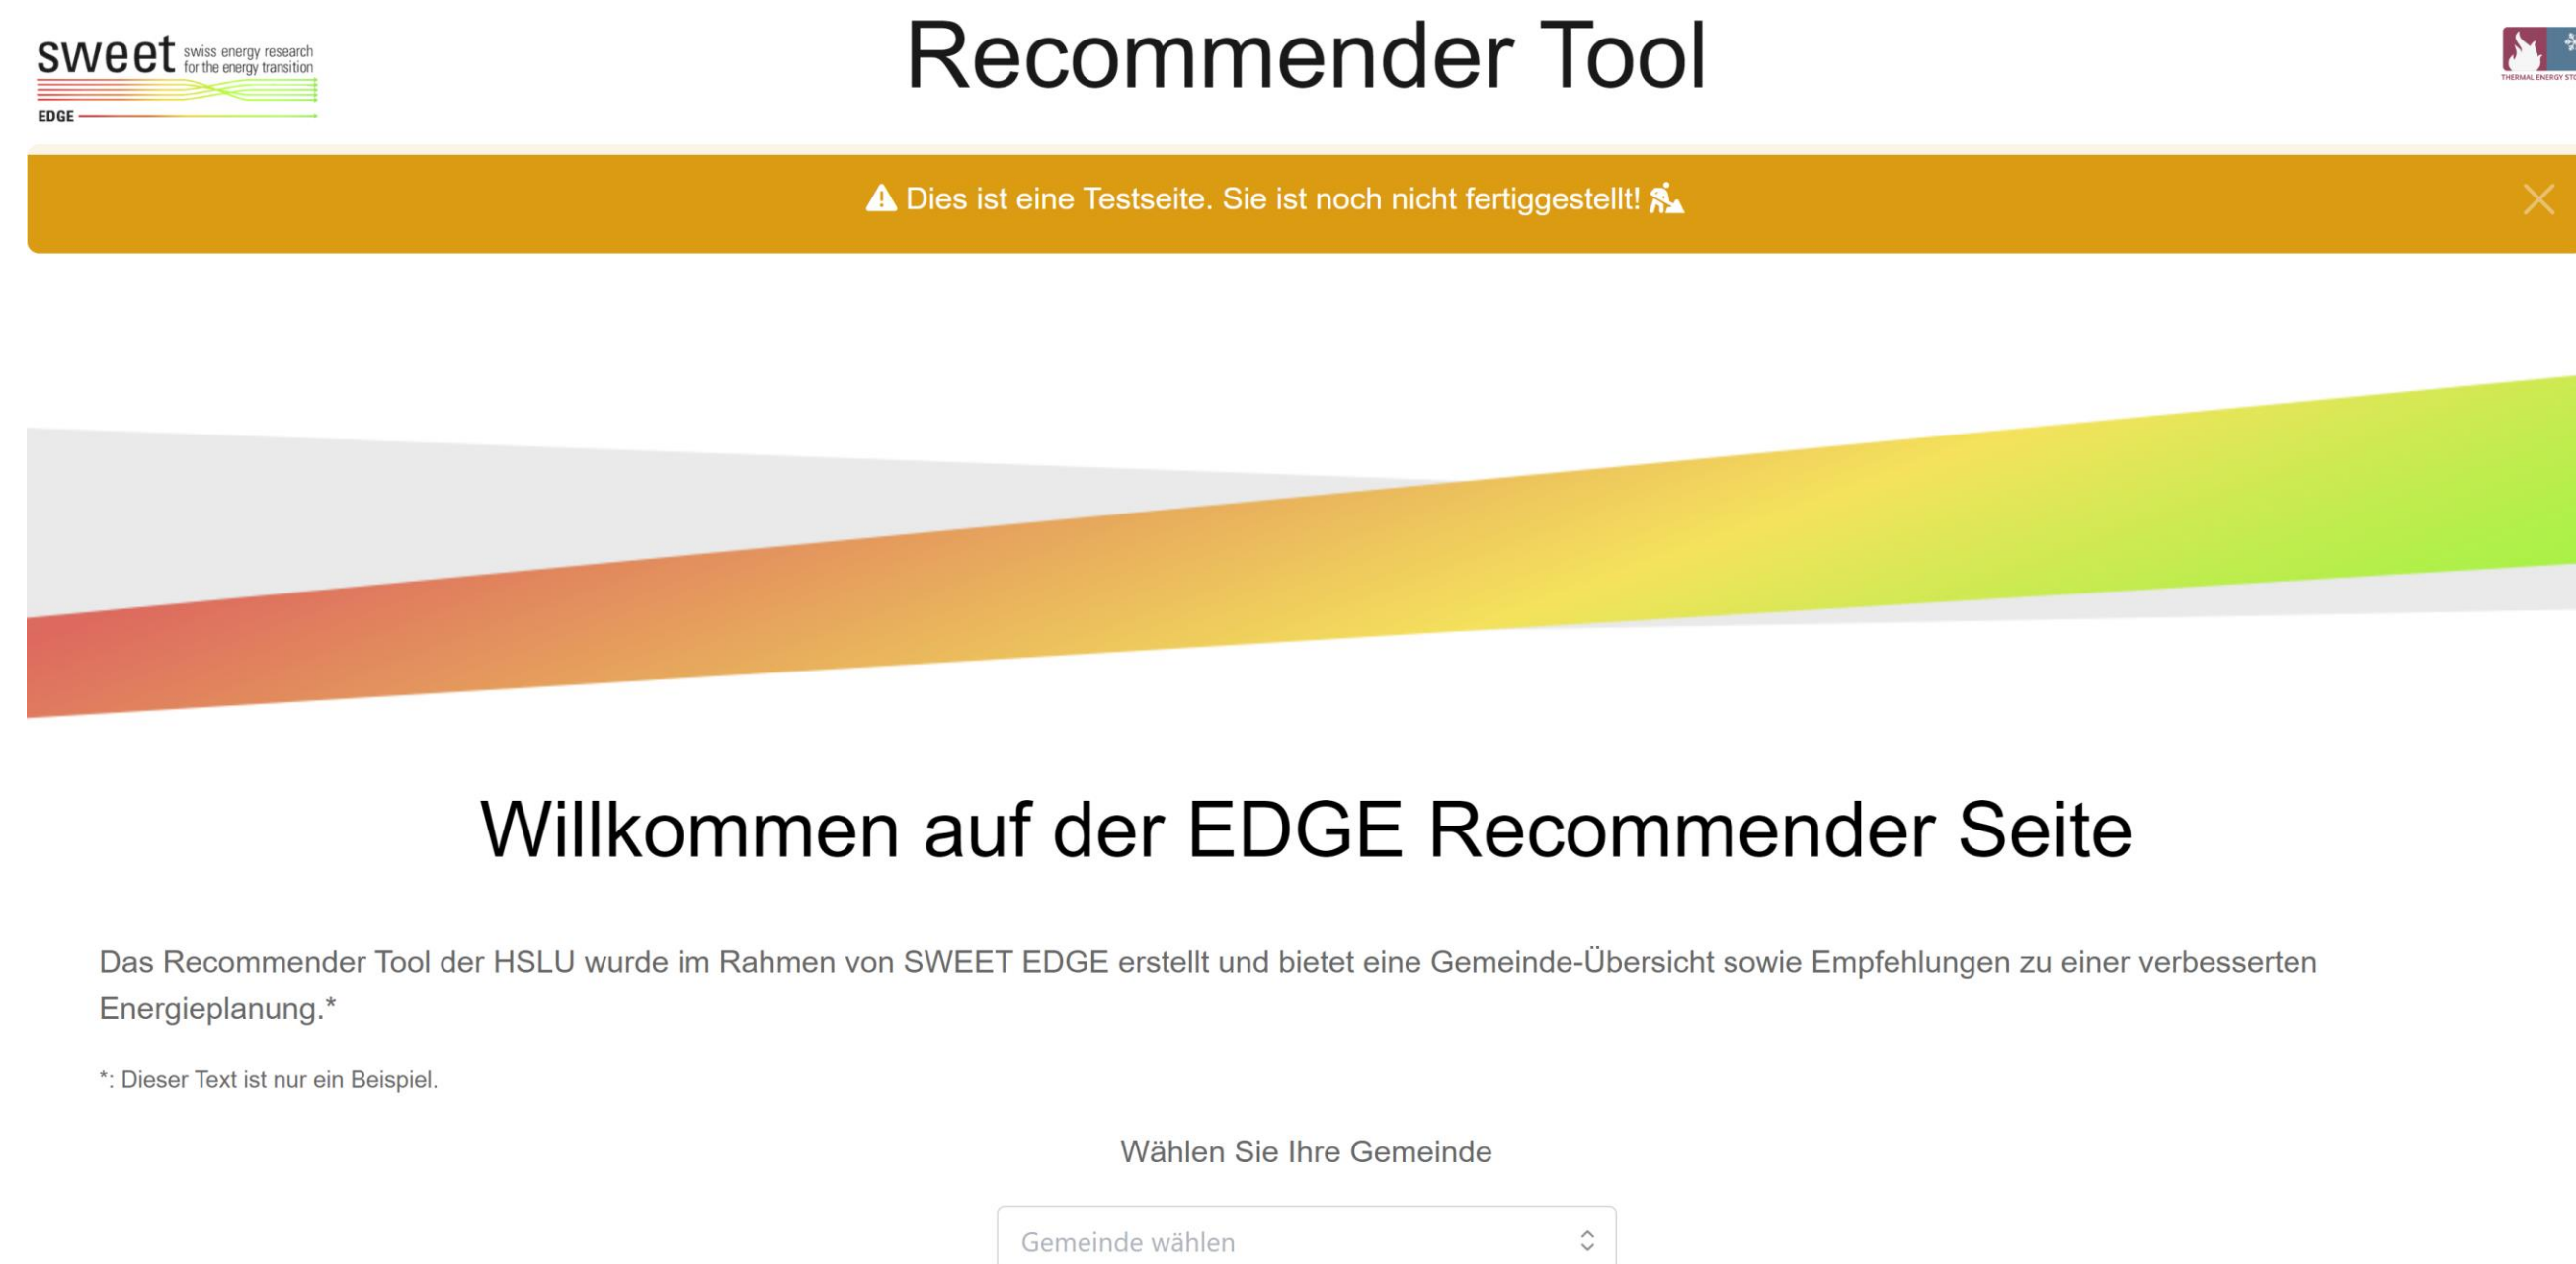 sweet swiss energy research
for the energy transition
EDGE
Recommender Tool
THERMAL ENERGY
Dies ist eine Testseite. Sie ist noch nicht fertiggestellt!
Willkommen auf der EDGE Recommender Seite
Das Recommender Tool der HSLU wurde im Rahmen von SWEET EDGE erstellt und bietet eine Gemeinde-Übersicht sowie Empfehlungen zu einer verbesserten
Energieplanung.*
*: Dieser Text ist nur ein Beispiel.
Wählen Sie Ihre Gemeinde
Gemeinde wählen